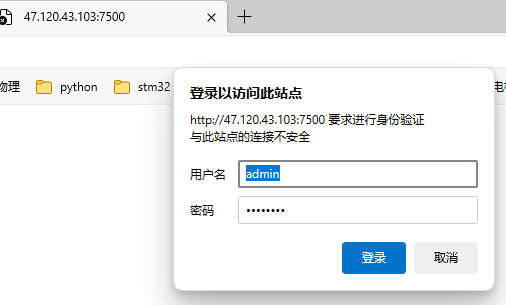 47.120.43.103:7500
物理
python
stm32
电
登录以访问此站点
http://47.120.43.103:7500 要求进行身份验证
与此站点的连接不安全
用户名
admin
密码
••••••••
登录
取消